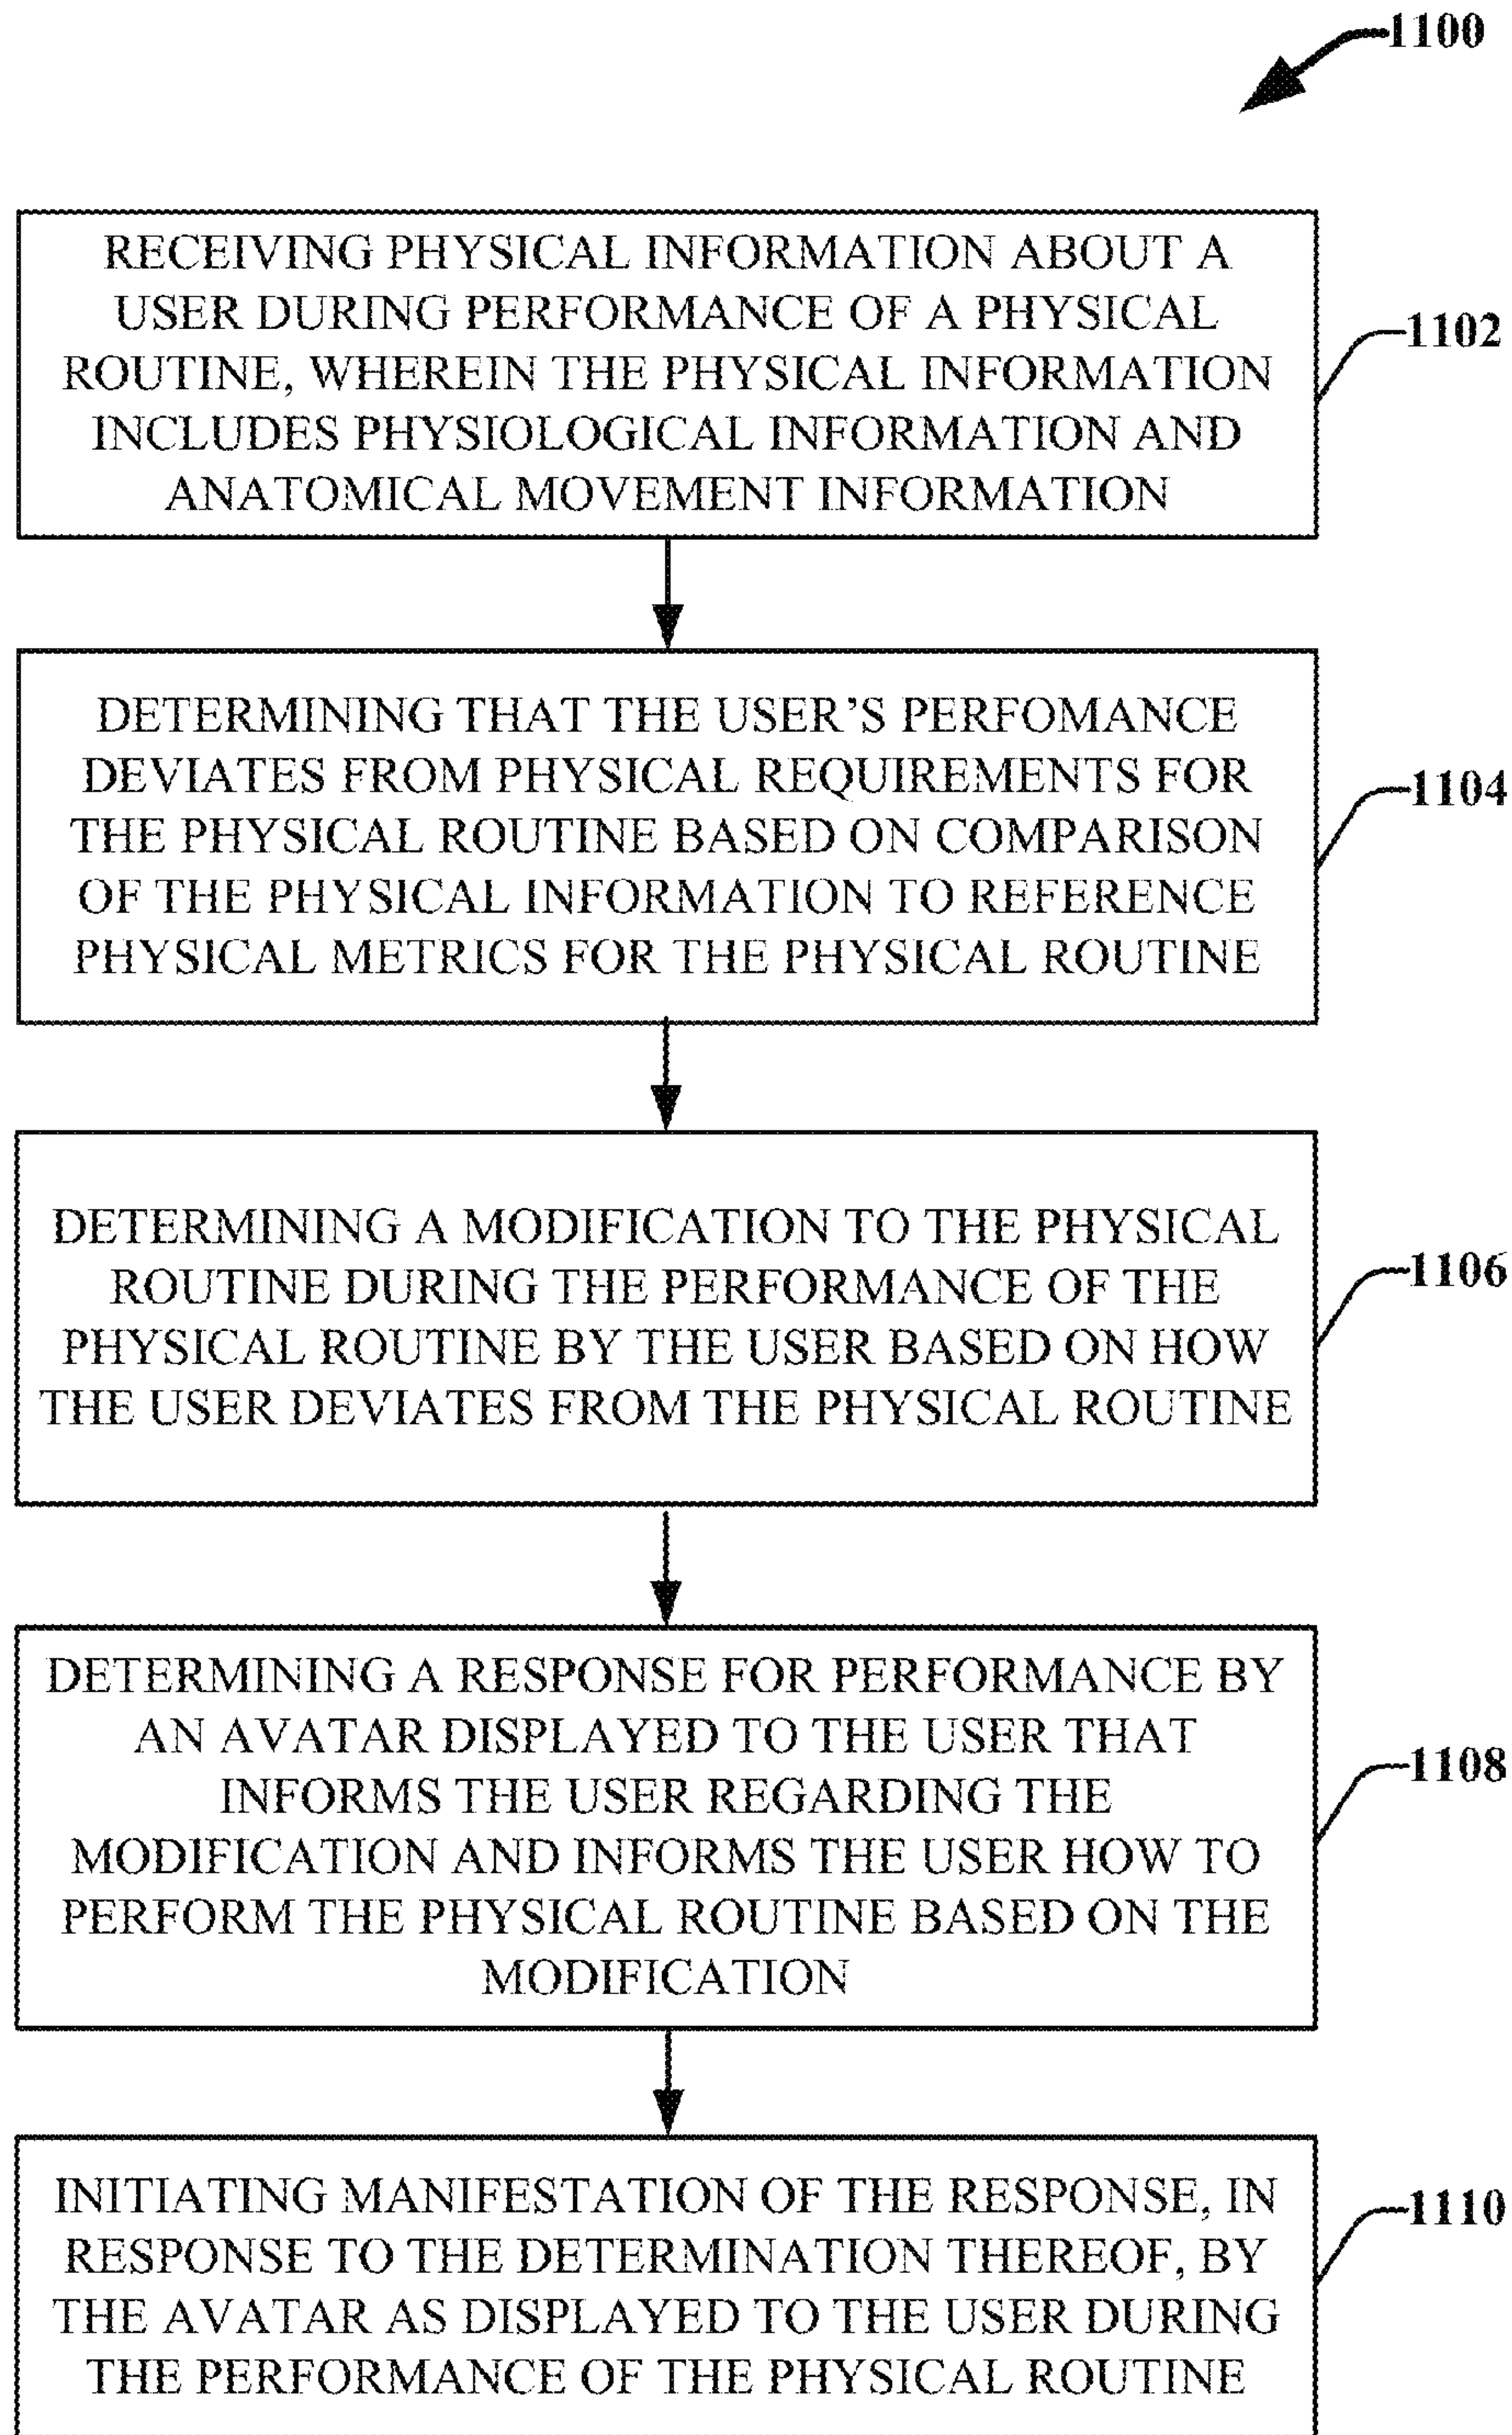 1100
RECEIVING PHYSICAL INFORMATION ABOUT A
USER DURING PERFORMANCE OF A PHYSICAL
ROUTINE, WHEREIN THE PHYSICAL INFORMATION
INCLUDES PHYSIOLOGICAL INFORMATION AND
ANATOMICAL MOVEMENT INFORMATION
1102
DETERMINING THAT THE USER’S PERFOMANCE
DEVIATES FROM PHYSICAL REQUIREMENTS FOR
THE PHYSICAL ROUTINE BASED ON COMPARISON
OF THE PHYSICAL INFORMATION TO REFERENCE
PHYSICAL METRICS FOR THE PHYSICAL ROUTINE
1104
DETERMINING A MODIFICATION TO THE PHYSICAL
ROUTINE DURING THE PERFORMANCE OF THE
PHYSICAL ROUTINE BY THE USER BASED ON HOW
THE USER DEVIATES FROM THE PHYSICAL ROUTINE
1106
DETERMINING A RESPONSE FOR PERFORMANCE BY
AN AVATAR DISPLAYED TO THE USER THAT
INFORMS THE USER REGARDING THE
MODIFICATION AND INFORMS THE USER HOW TO
PERFORM THE PHYSICAL ROUTINE BASED ON THE
MODIFICATION
1108
INITIATING MANIFESTATION OF THE RESPONSE, IN
RESPONSE TO THE DETERMINATION THEREOF, BY
THE AVATAR AS DISPLAYED TO THE USER DURING
THE PERFORMANCE OF THE PHYSICAL ROUTINE
1110